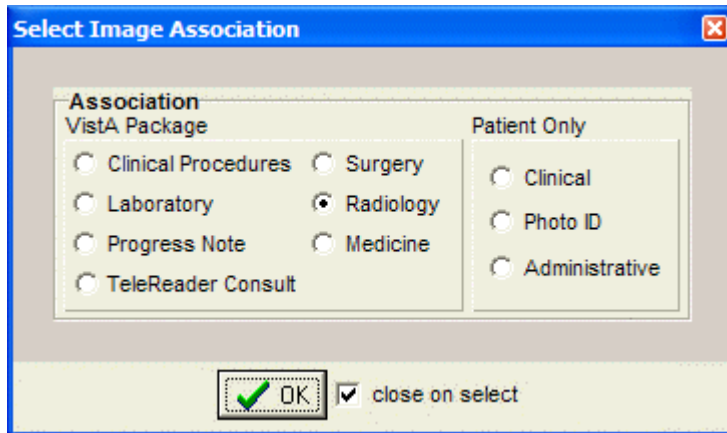 Select Image Association
Association
VistA Package
Patient Only
Clinical Procedures
Surgery
Clinical
Laboratory
Radiology
Photo ID
Progress Note
Medicine
Administrative
TeleReader Consult
OK
close on select